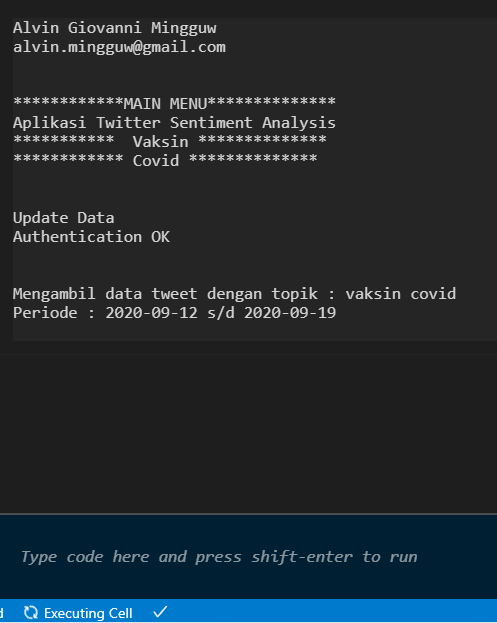 Alvin Giovanni Mingguw
alvin.mingguw@gmail.com
************MAIN MENU**************
Aplikasi Twitter Sentiment Analysis
***********  Vaksin **************
************ Covid **************
Update Data
Authentication OK
Mengambil data tweet dengan topik : vaksin covid
Periode : 2020-09-12 s/d 2020-09-19
Type code here and press shift-enter to run
Executing Cell